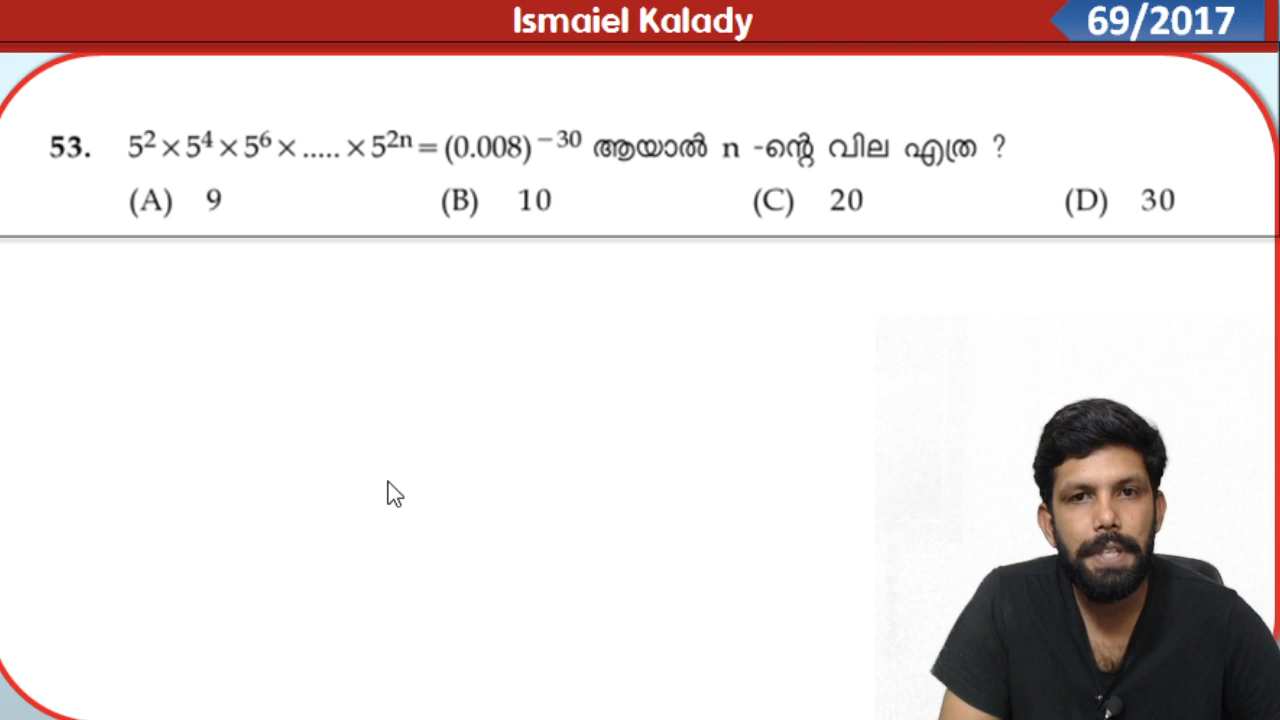 Ismaiel Kalady
69/2017
53. 5² × 5⁴ × 5⁶ × ..... × 5²ⁿ = (0.008)⁻³⁰ ആയാൽ n -ന്റെ വില എത്ര ?
(A) 9 (B) 10 (C) 20 (D) 30